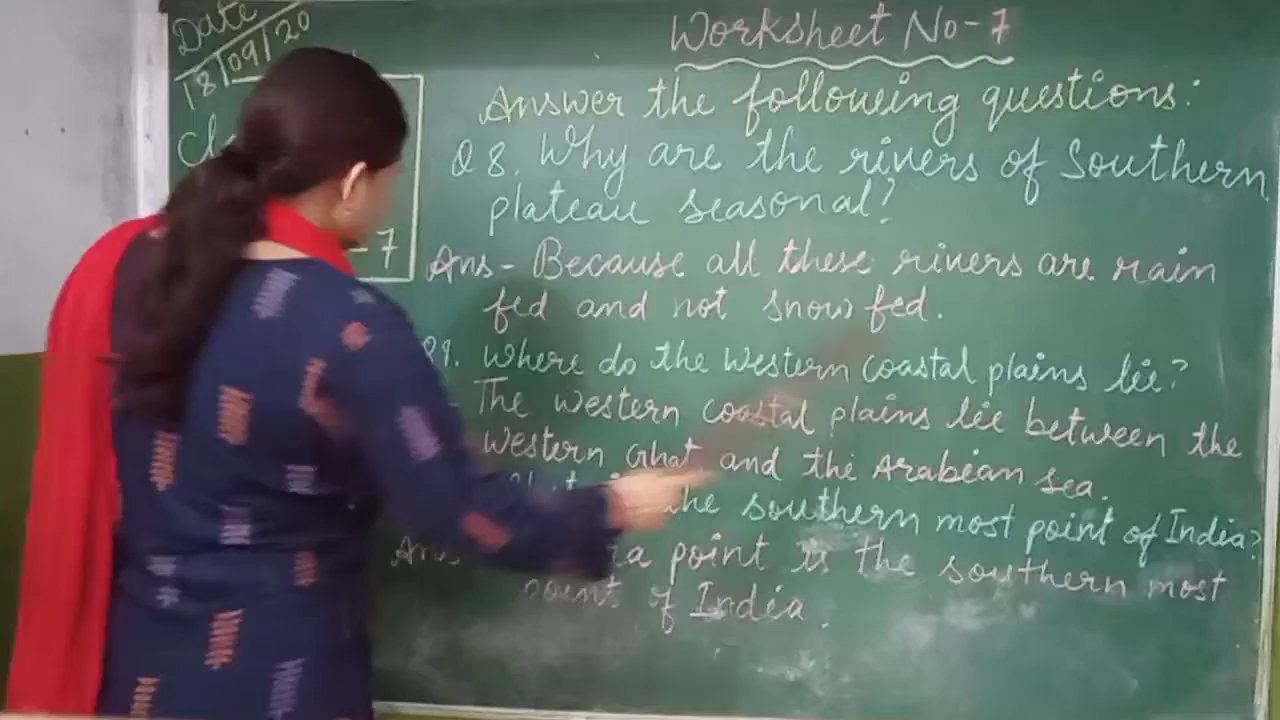 Date
18/09/20
Worksheet No-7
Answer the following questions:
Q 8. Why are the rivers of Southern
plateau seasonal?
- 7
Ans - Because all these rivers are rain
fed and not snow fed.
Q9. Where do the Western coastal plains lie?
The western coastal plains lie between the
western Ghat and the Arabian sea.
the southern most point of India?
Ans point is the southern most
point of India.